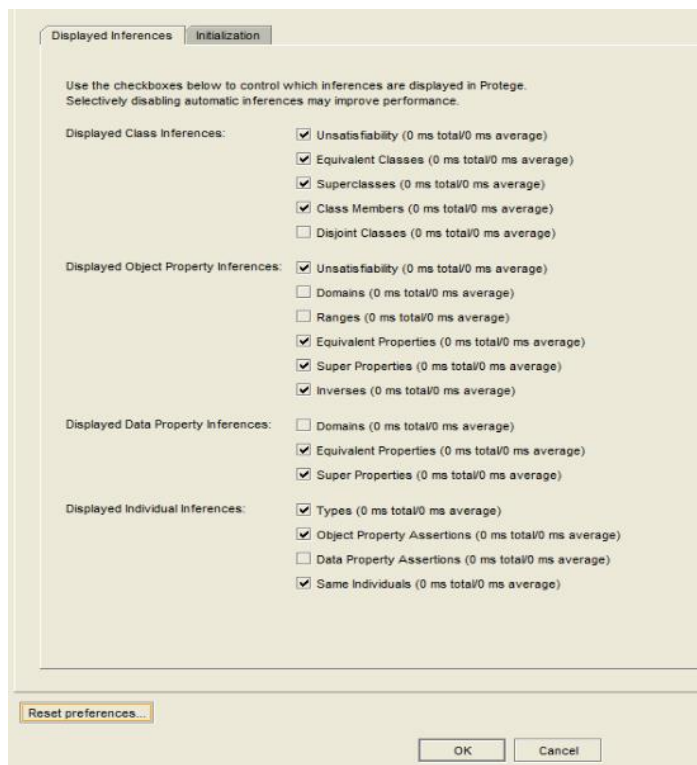 Displayed Inferences Initialization
Use the checkboxes below to control which inferences are displayed in Protege.
Selectively disabling automatic inferences may improve performance.
Displayed Class Inferences: Unsatisfiability (0 ms total/0 ms average)
Equivalent Classes (0 ms total/0 ms average)
Superclasses (0 ms total/0 ms average)
Class Members (0 ms total/0 ms average)
Disjoint Classes (0 ms total/0 ms average)
Displayed Object Property Inferences: Unsatisfiability (0 ms total/0 ms average)
Domains (0 ms total/0 ms average)
Ranges (0 ms total/0 ms average)
Equivalent Properties (0 ms total/0 ms average)
Super Properties (0 ms total/0 ms average)
Inverses (0 ms total/0 ms average)
Displayed Data Property Inferences: Domains (0 ms total/0 ms average)
Equivalent Properties (0 ms total/0 ms average)
Super Properties (0 ms total/0 ms average)
Displayed Individual Inferences: Types (0 ms total/0 ms average)
Object Property Assertions (0 ms total/0 ms average)
Data Property Assertions (0 ms total/0 ms average)
Same Individuals (0 ms total/0 ms average)
Reset preferences...
OK Cancel